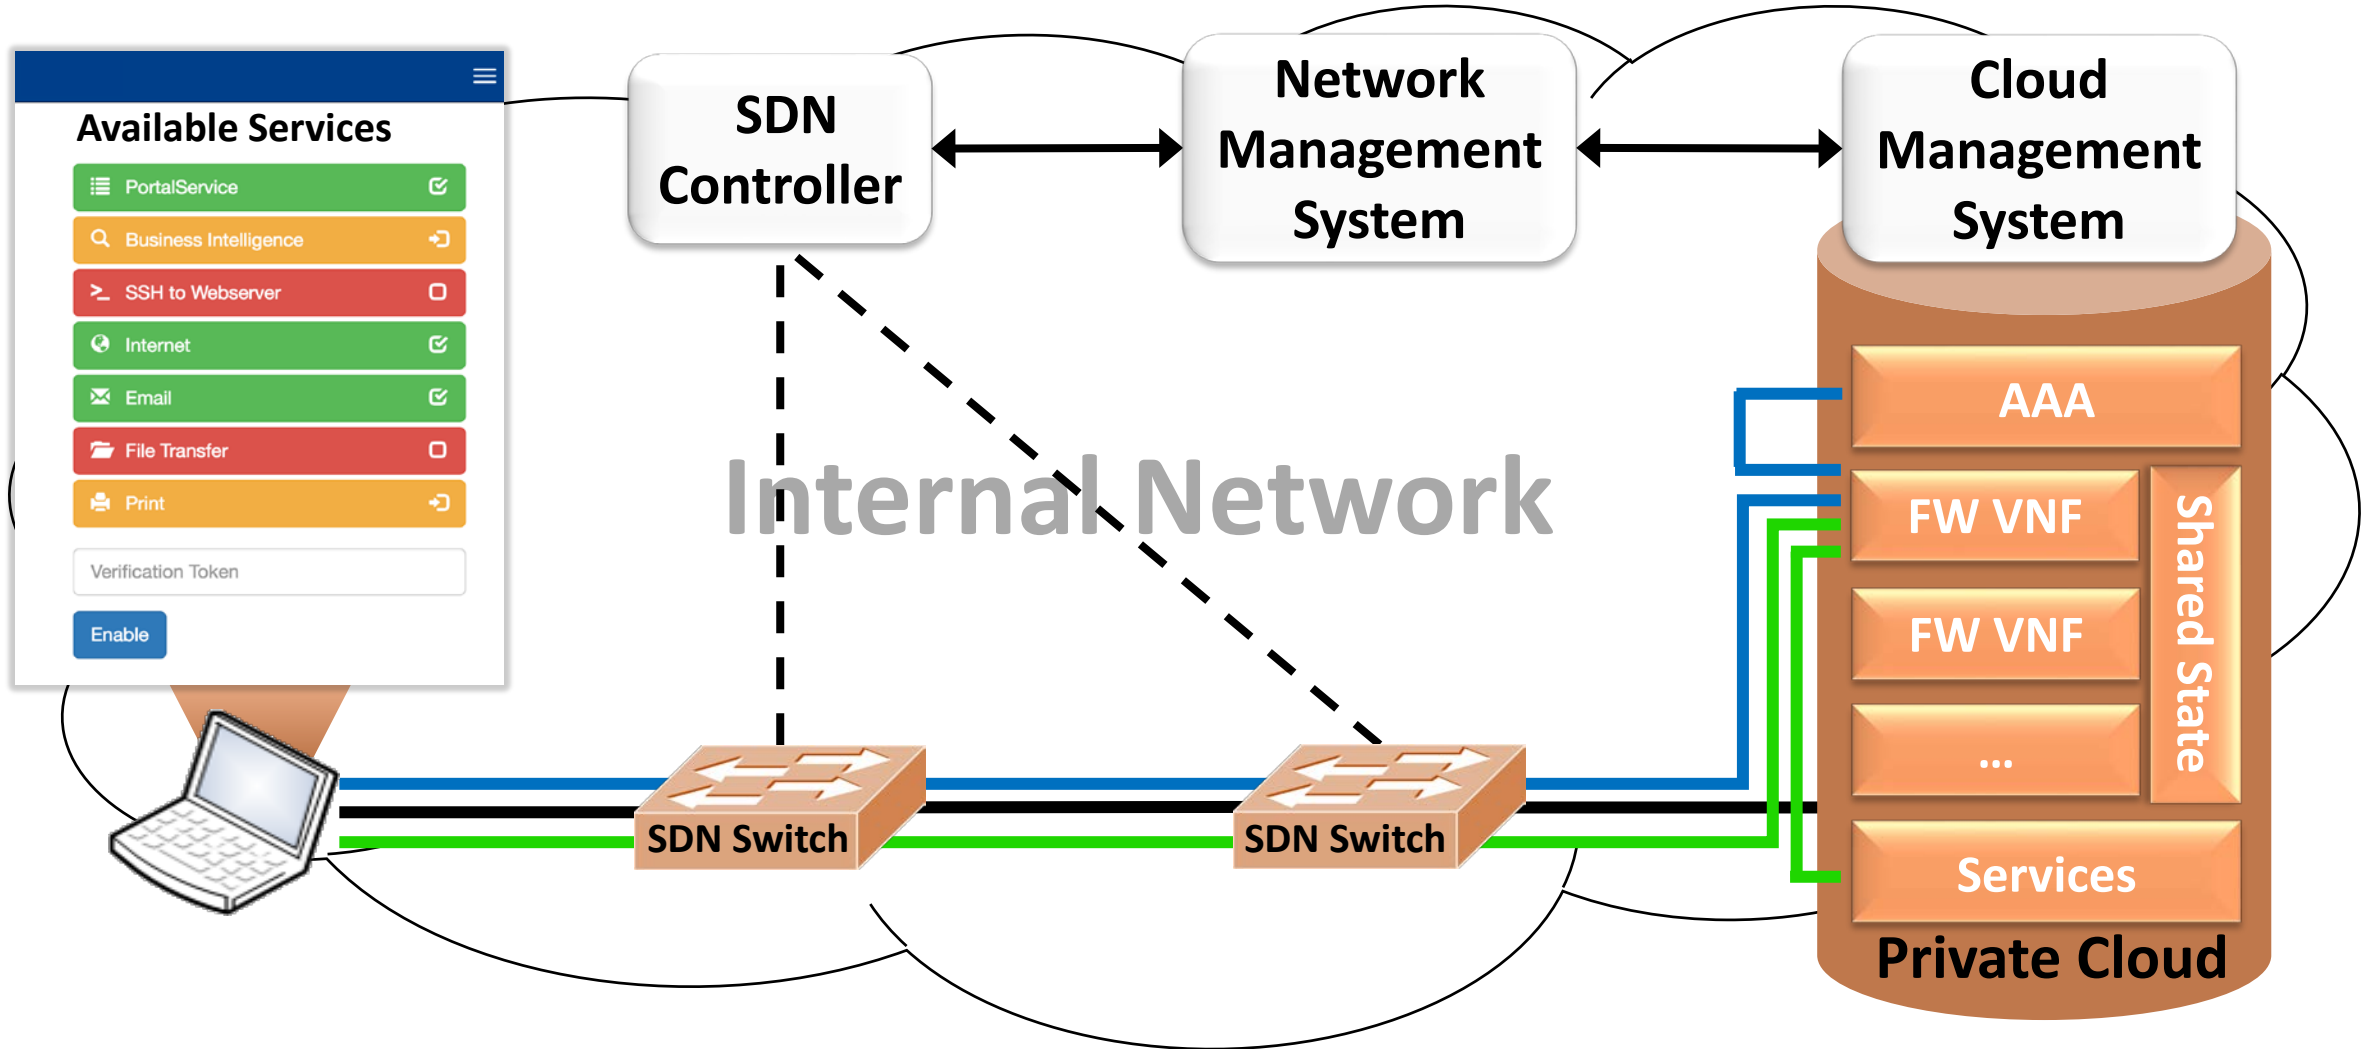 Available Services
PortalService
Business Intelligence
SSH to Webserver
Internet
Email
File Transfer
Print
Verification Token
Enable
SDN
Controller
Network
Management
System
Cloud
Management
System
Internal Network
AAA
FW VNF
FW VNF
...
Shared State
Services
Private Cloud
SDN Switch
SDN Switch